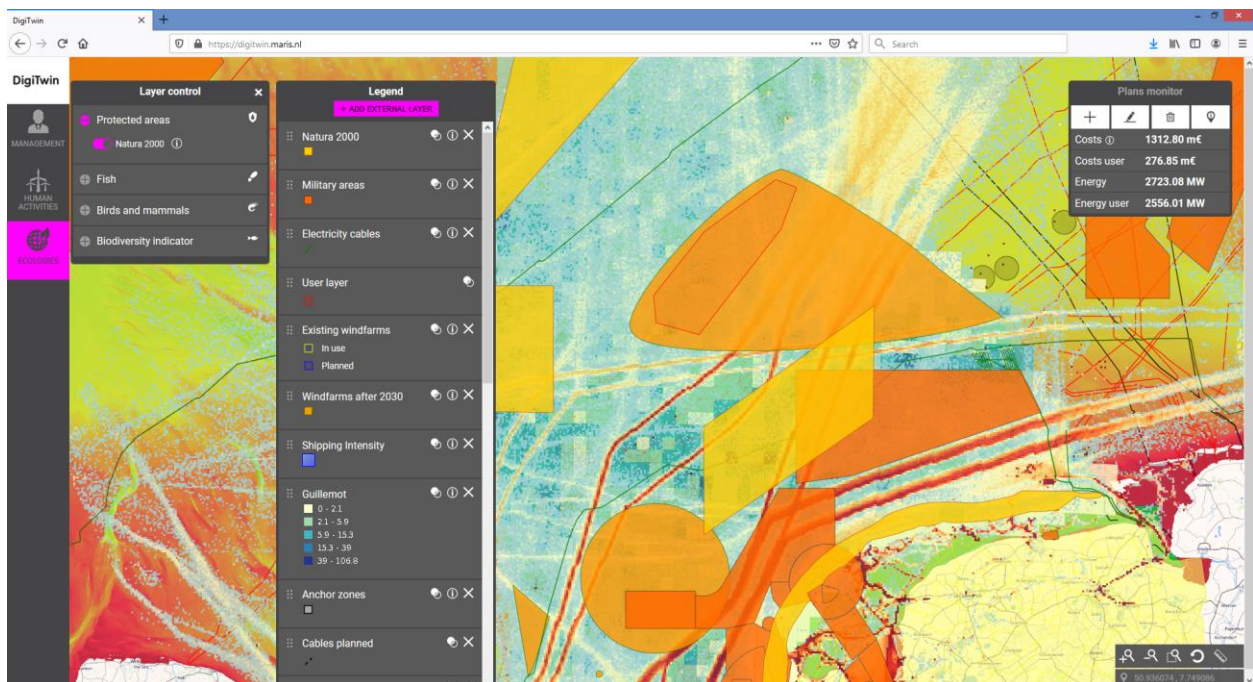 DigiTwin
https://digitwin.maris.nl
Search
DigiTwin
MANAGEMENT
HUMAN
ACTIVITIES
ECOLOGIES
Layer control
Protected areas
Natura 2000
Fish
Birds and mammals
Biodiversity indicator
Legend
+ ADD EXTERNAL LAYER
Natura 2000
Military areas
Electricity cables
User layer
Existing windfarms
In use
Planned
Windfarms after 2030
Shipping Intensity
Guillemot
0 - 2.1
2.1 - 5.9
5.9 - 15.3
15.3 - 39
39 - 106.8
Anchor zones
Cables planned
Plans monitor
Costs 1312.80 m€
Costs user 276.85 m€
Energy 2723.08 MW
Energy user 2556.01 MW
50.936074 , 7.749086